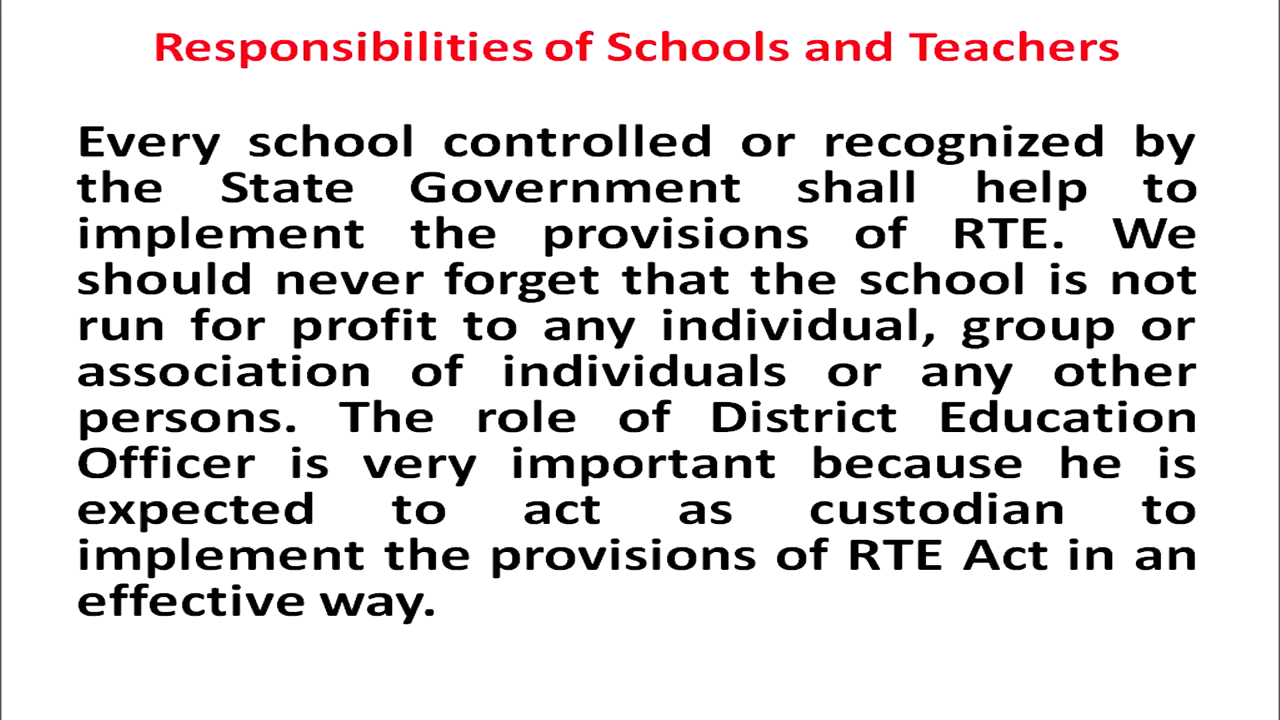 Responsibilities of Schools and Teachers
Every school controlled or recognized by
the State Government shall help to
implement the provisions of RTE. We
should never forget that the school is not
run for profit to any individual, group or
association of individuals or any other
persons. The role of District Education
Officer is very important because he is
expected to act as custodian to
implement the provisions of RTE Act in an
effective way.